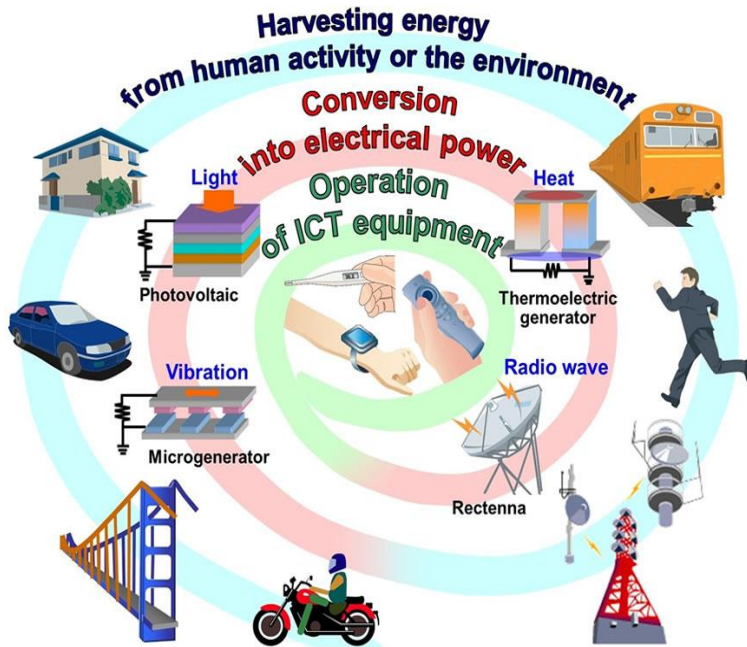 Harvesting energy
from human activity or the environment
Conversion
into electrical power
Operation
of ICT equipment
Light
Photovoltaic
Heat
Thermoelectric
generator
Vibration
Microgenerator
Radio wave
Rectenna